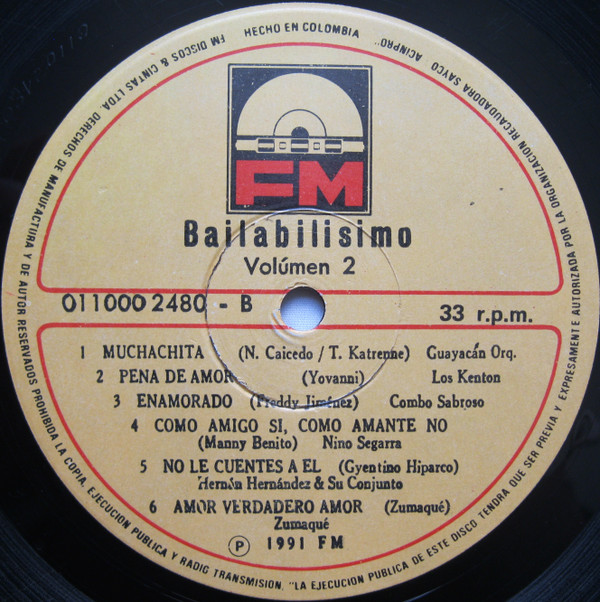 HECHO EN COLOMBIA
FM DISCOS & CINTAS LTDA. DERECHOS DE MANUFACTURA Y DE AUTOR RESERVADOS PROHIBIDA LA COPIA, EJECUCION PUBLICA Y RADIO TRANSMISION, "LA EJECUCION PUBLICA DE ESTE DISCO TENDRA QUE SER PREVIA Y EXPRESAMENTE AUTORIZADA POR LA ORGANIZACION RECAUDADORA SAYCO ACINPRO".
FM
Bailabilisimo
Volúmen 2
011000 2480 - B
33 r.p.m.
1 MUCHACHITA (N. Caicedo / T. Katrenne) Guayacán Orq.
2 PENA DE AMOR (Yovanni) Los Kenton
3 ENAMORADO (Freddy Jiménez) Combo Sabroso
4 COMO AMIGO SI, COMO AMANTE NO
(Manny Benito) Nino Segarra
5 NO LE CUENTES A EL (Gyentino Hiparco)
Hernán Hernández & Su Conjunto
6 AMOR VERDADERO AMOR (Zumaqué)
Zumaqué
Ⓟ 1991 FM